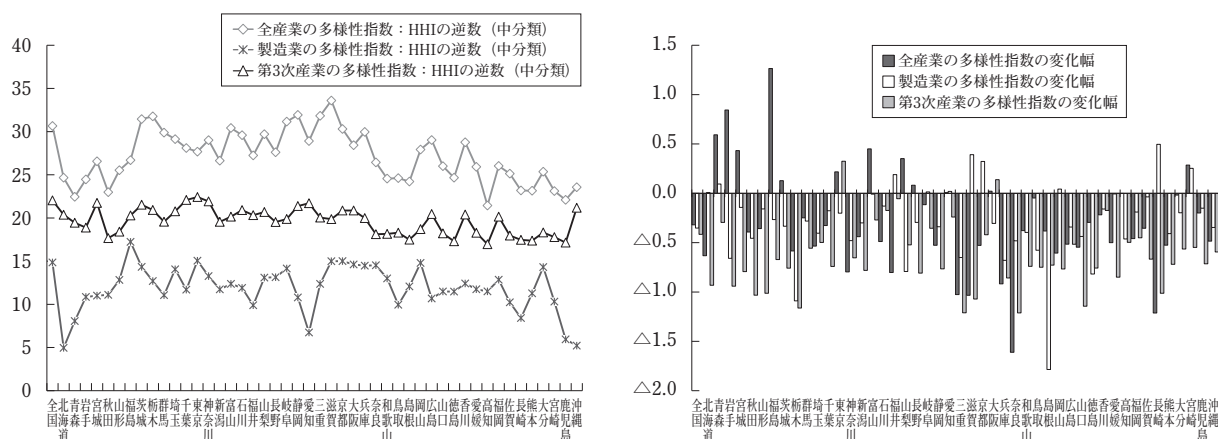 全産業の多様性指数：HHIの逆数（中分類）
製造業の多様性指数：HHIの逆数（中分類）
第3次産業の多様性指数：HHIの逆数（中分類）
40
35
30
25
20
15
10
5
0
全国
北海道
青森
岩手
宮城
秋田
山形
福島
茨城
栃木
群馬
埼玉
千葉
東京
神奈川
新潟
富山
石川
福井
山梨
長野
岐阜
静岡
愛知
三重
滋賀
京都
大阪
兵庫
奈良
和歌山
鳥取
島根
岡山
広島
山口
徳島
香川
愛媛
高知
福岡
佐賀
長崎
熊本
大分
宮崎
鹿児島
沖縄
全産業の多様性指数の変化幅
製造業の多様性指数の変化幅
第3次産業の多様性指数の変化幅
1.5
1.0
0.5
0.0
△0.5
△1.0
△1.5
△2.0
全国
北海道
青森
岩手
宮城
秋田
山形
福島
茨城
栃木
群馬
埼玉
千葉
東京
神奈川
新潟
富山
石川
福井
山梨
長野
岐阜
静岡
愛知
三重
滋賀
京都
大阪
兵庫
奈良
和歌山
鳥取
島根
岡山
広島
山口
徳島
香川
愛媛
高知
福岡
佐賀
長崎
熊本
大分
宮崎
鹿児島
沖縄